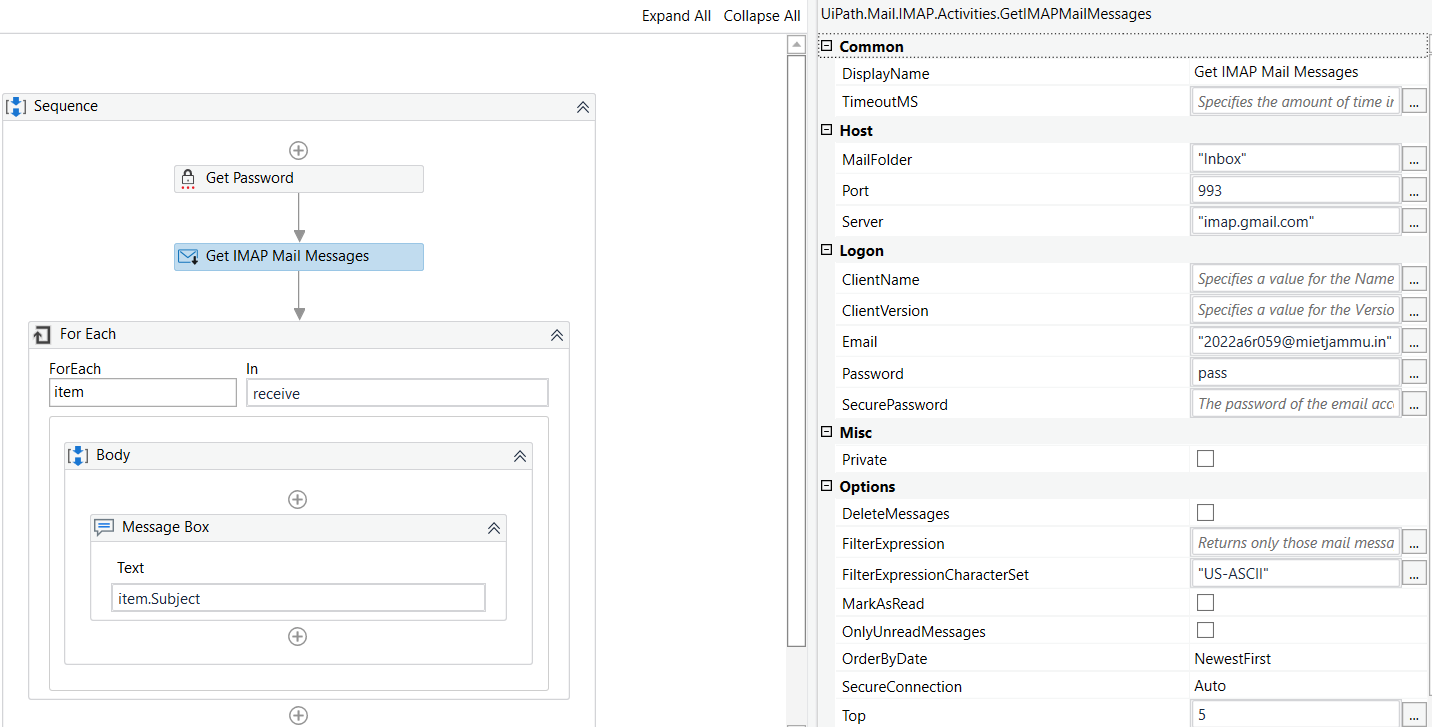 Expand All Collapse All
Sequence
Get Password
Get IMAP Mail Messages
For Each
ForEach In
item receive
Body
Message Box
Text
item.Subject
UiPath.Mail.IMAP.Activities.GetIMAPMailMessages
Common
DisplayName Get IMAP Mail Messages
TimeoutMS Specifies the amount of time in
Host
MailFolder "Inbox" ...
Port 993 ...
Server "imap.gmail.com" ...
Logon
ClientName Specifies a value for the Name ...
ClientVersion Specifies a value for the Versio ...
Email "2022a6r059@mietjammu.in" ...
Password pass ...
SecurePassword The password of the email acc ...
Misc
Private
Options
DeleteMessages
FilterExpression Returns only those mail messa ...
FilterExpressionCharacterSet "US-ASCII" ...
MarkAsRead
OnlyUnreadMessages
OrderByDate NewestFirst
SecureConnection Auto
Top 5 ...